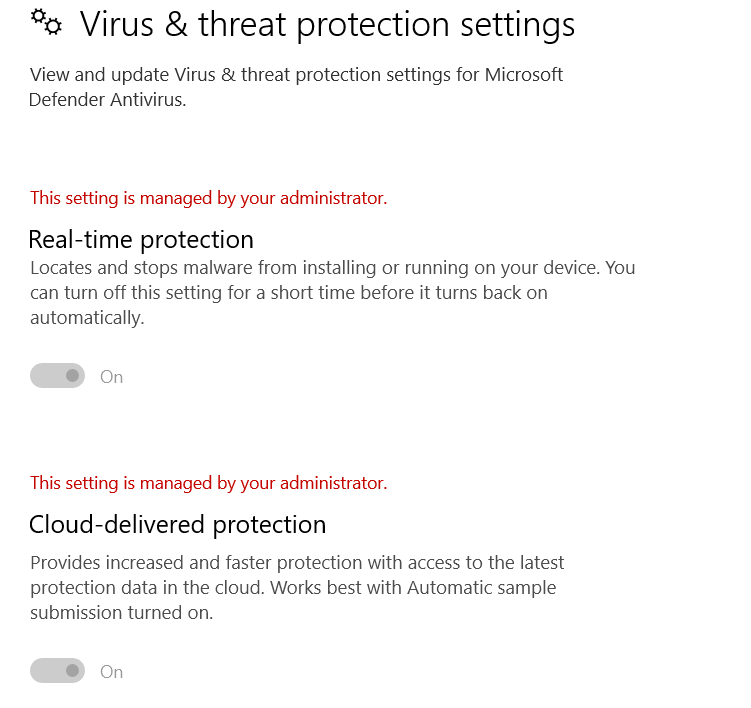 Virus & threat protection settings
View and update Virus & threat protection settings for Microsoft
Defender Antivirus.
This setting is managed by your administrator.
Real-time protection
Locates and stops malware from installing or running on your device. You
can turn off this setting for a short time before it turns back on
automatically.
On
This setting is managed by your administrator.
Cloud-delivered protection
Provides increased and faster protection with access to the latest
protection data in the cloud. Works best with Automatic sample
submission turned on.
On